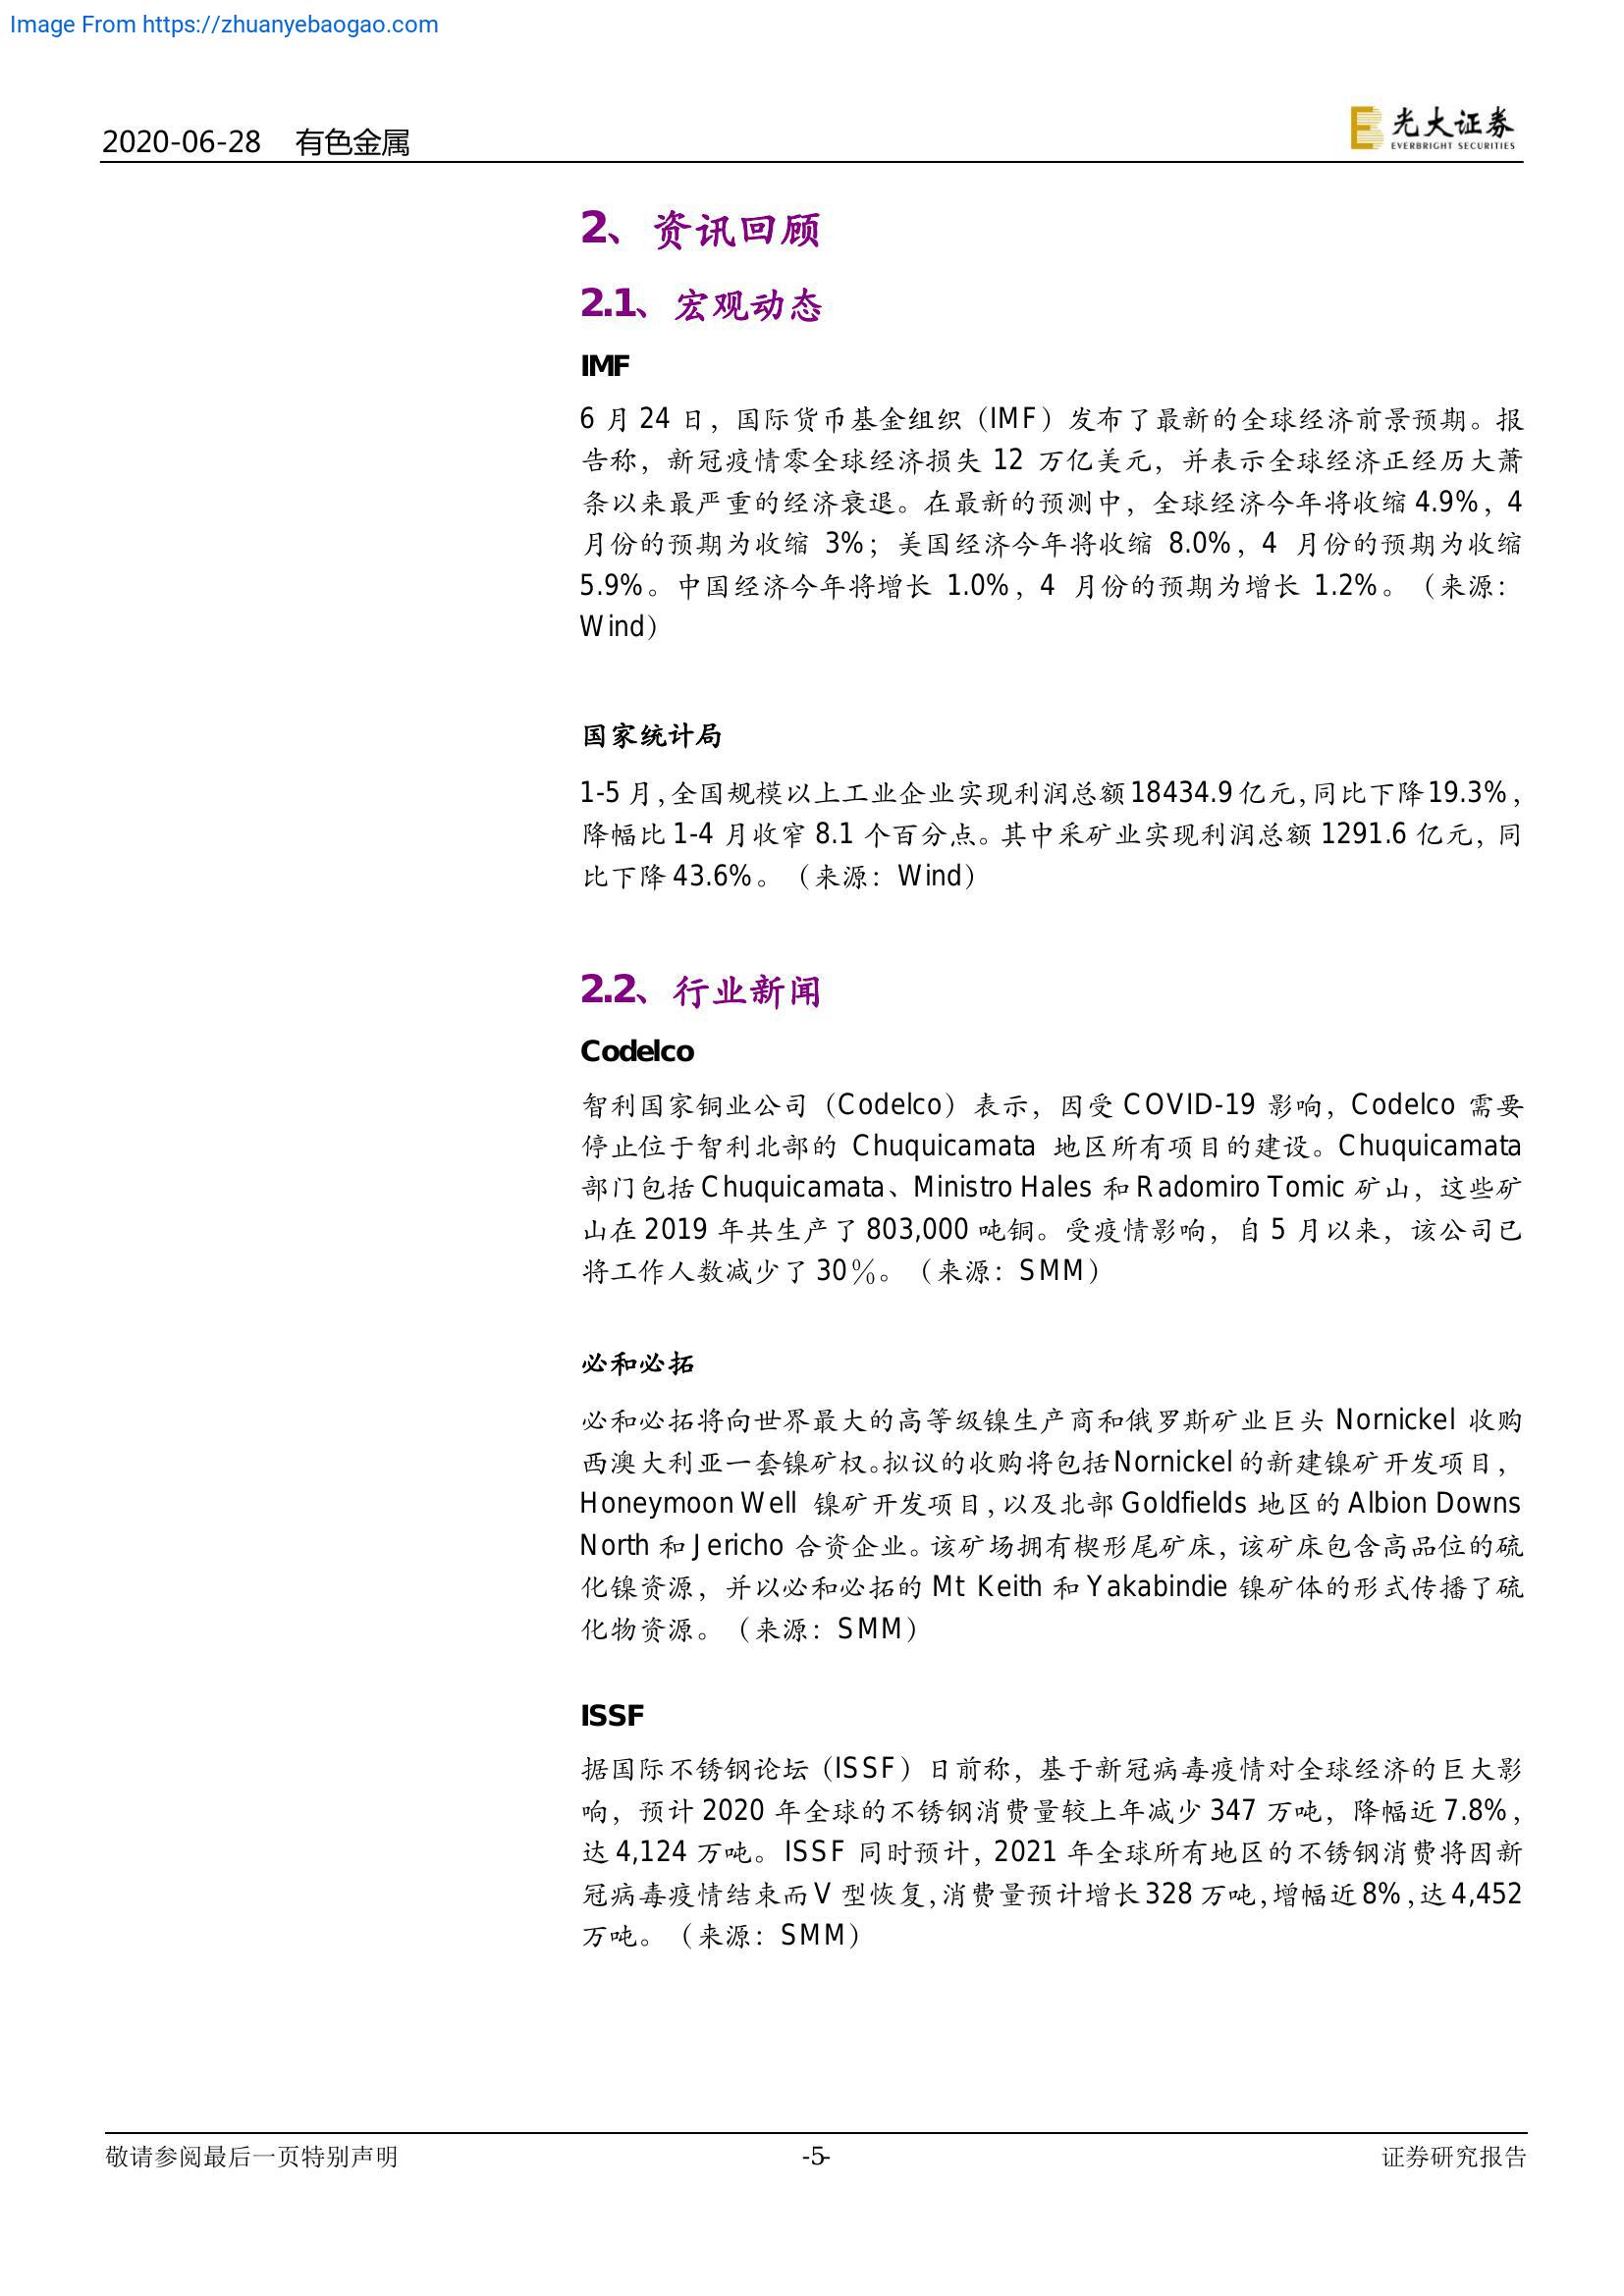 Image From https://zhuanyebaogao.com
2020-06-28 有色金属
光大证券
EVERBRIGHT SECURITIES
2、资讯回顾
2.1、宏观动态
IMF
6 月 24 日，国际货币基金组织（IMF）发布了最新的全球经济前景预期。报
告称，新冠疫情零全球经济损失 12 万亿美元，并表示全球经济正经历大萧
条以来最严重的经济衰退。在最新的预测中，全球经济今年将收缩 4.9%，4
月份的预期为收缩 3%；美国经济今年将收缩 8.0%，4 月份的预期为收缩
5.9%。中国经济今年将增长 1.0%，4 月份的预期为增长 1.2%。（来源：
Wind）
国家统计局
1-5 月，全国规模以上工业企业实现利润总额 18434.9 亿元，同比下降 19.3%，
降幅比 1-4 月收窄 8.1 个百分点。其中采矿业实现利润总额 1291.6 亿元，同
比下降 43.6%。（来源：Wind）
2.2、行业新闻
Codelco
智利国家铜业公司（Codelco）表示，因受 COVID-19 影响，Codelco 需要
停止位于智利北部的 Chuquicamata 地区所有项目的建设。Chuquicamata
部门包括 Chuquicamata、Ministro Hales 和 Radomiro Tomic 矿山，这些矿
山在 2019 年共生产了 803,000 吨铜。受疫情影响，自 5 月以来，该公司已
将工作人数减少了 30％。（来源：SMM）
必和必拓
必和必拓将向世界最大的高等级镍生产商和俄罗斯矿业巨头 Nornickel 收购
西澳大利亚一套镍矿权。拟议的收购将包括 Nornickel 的新建镍矿开发项目，
Honeymoon Well 镍矿开发项目，以及北部 Goldfields 地区的 Albion Downs
North 和 Jericho 合资企业。该矿场拥有楔形尾矿床，该矿床包含高品位的硫
化镍资源，并以必和必拓的 Mt Keith 和 Yakabindie 镍矿体的形式传播了硫
化物资源。（来源：SMM）
ISSF
据国际不锈钢论坛（ISSF）日前称，基于新冠病毒疫情对全球经济的巨大影
响，预计 2020 年全球的不锈钢消费量较上年减少 347 万吨，降幅近 7.8%，
达 4,124 万吨。ISSF 同时预计，2021 年全球所有地区的不锈钢消费将因新
冠病毒疫情结束而 V 型恢复，消费量预计增长 328 万吨，增幅近 8%，达 4,452
万吨。（来源：SMM）
敬请参阅最后一页特别声明 -5- 证券研究报告